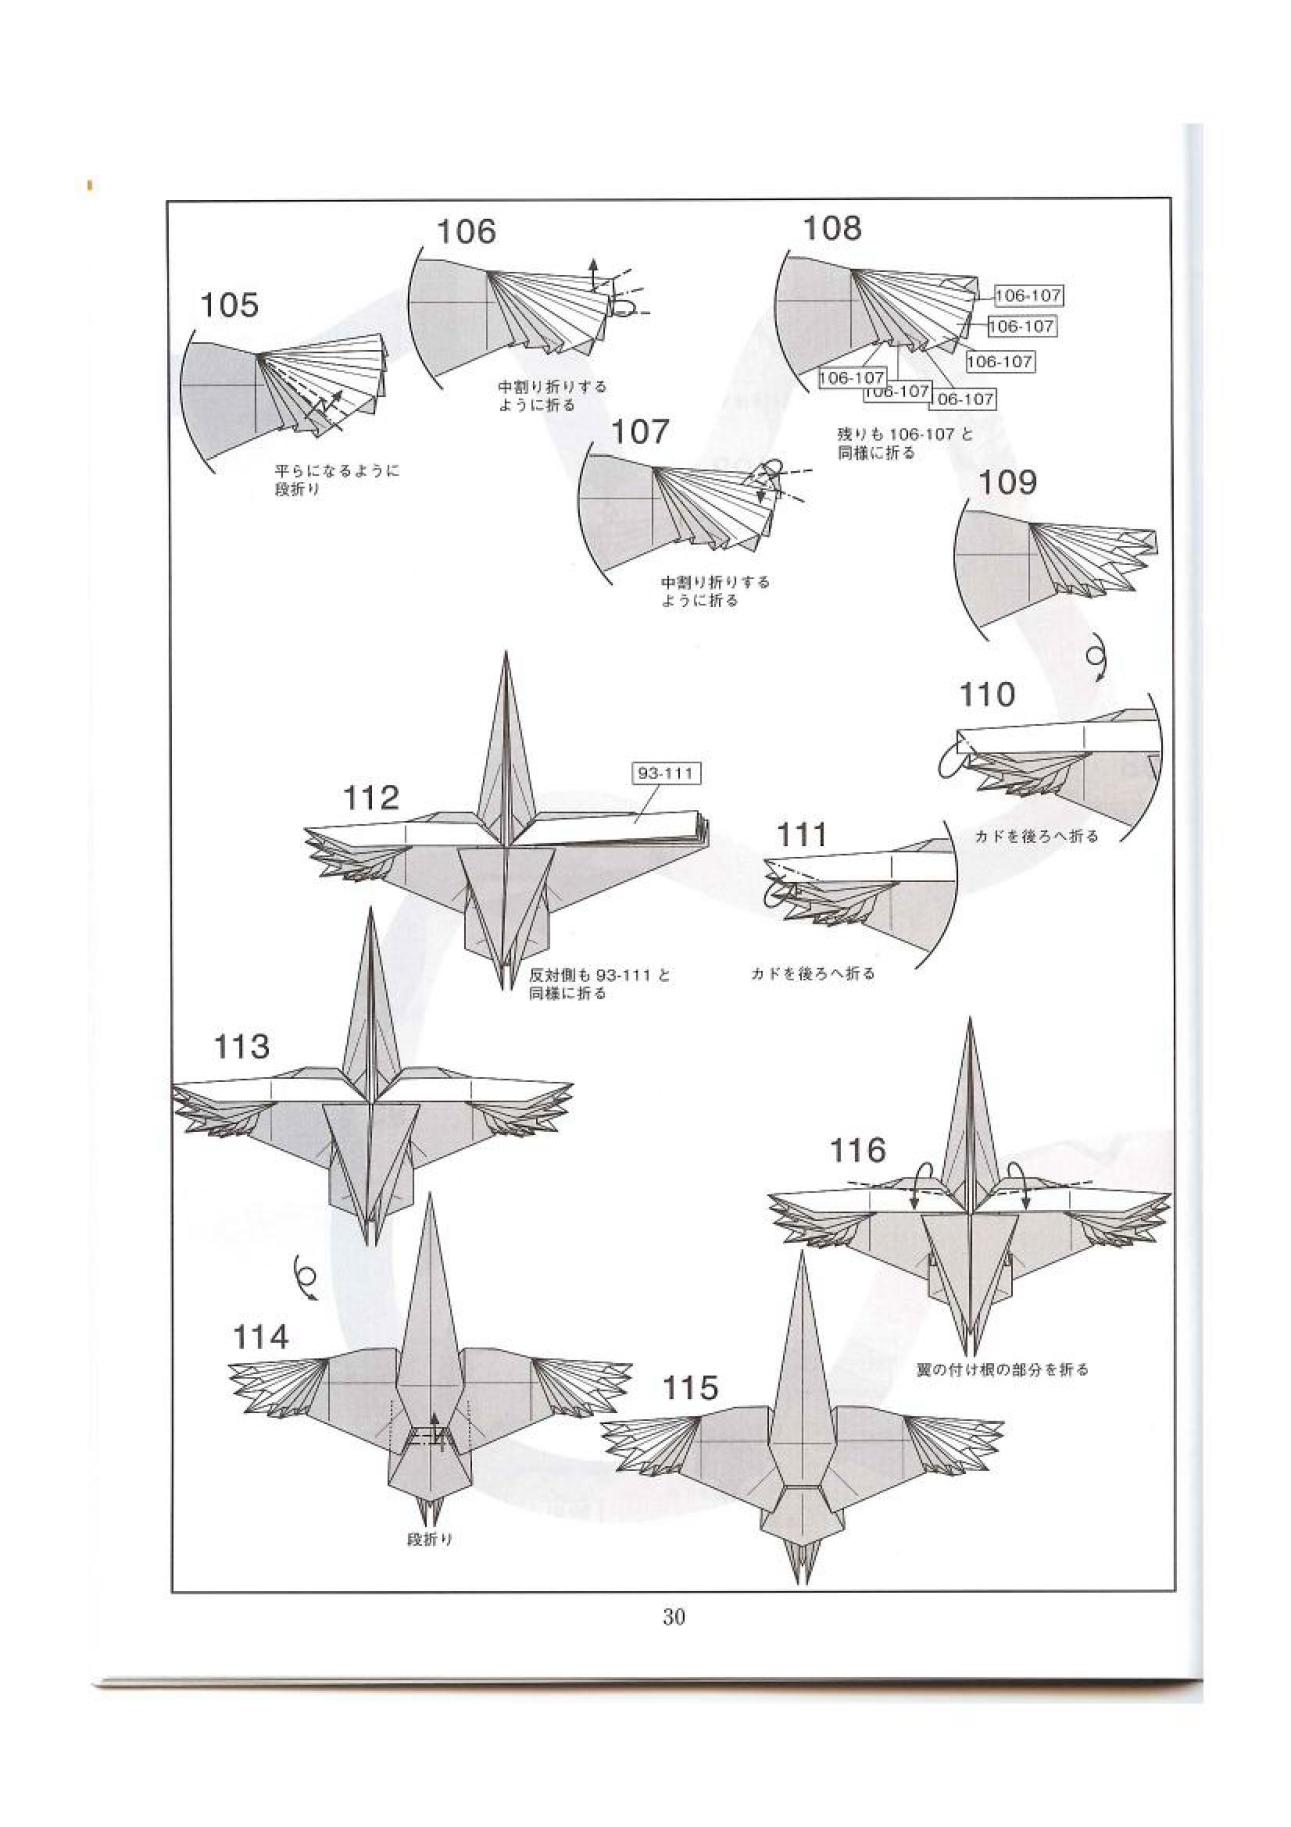 105
平らになるように
段折り
106
中割り折りする
ように折る
107
中割り折りする
ように折る
108
106-107
106-107
106-107
106-107
106-107
106-107
残りも 106-107 と
同様に折る
109
110
カドを後ろへ折る
111
カドを後ろへ折る
112
93-111
反対側も 93-111 と
同様に折る
113
114
段折り
115
116
翼の付け根の部分を折る
30